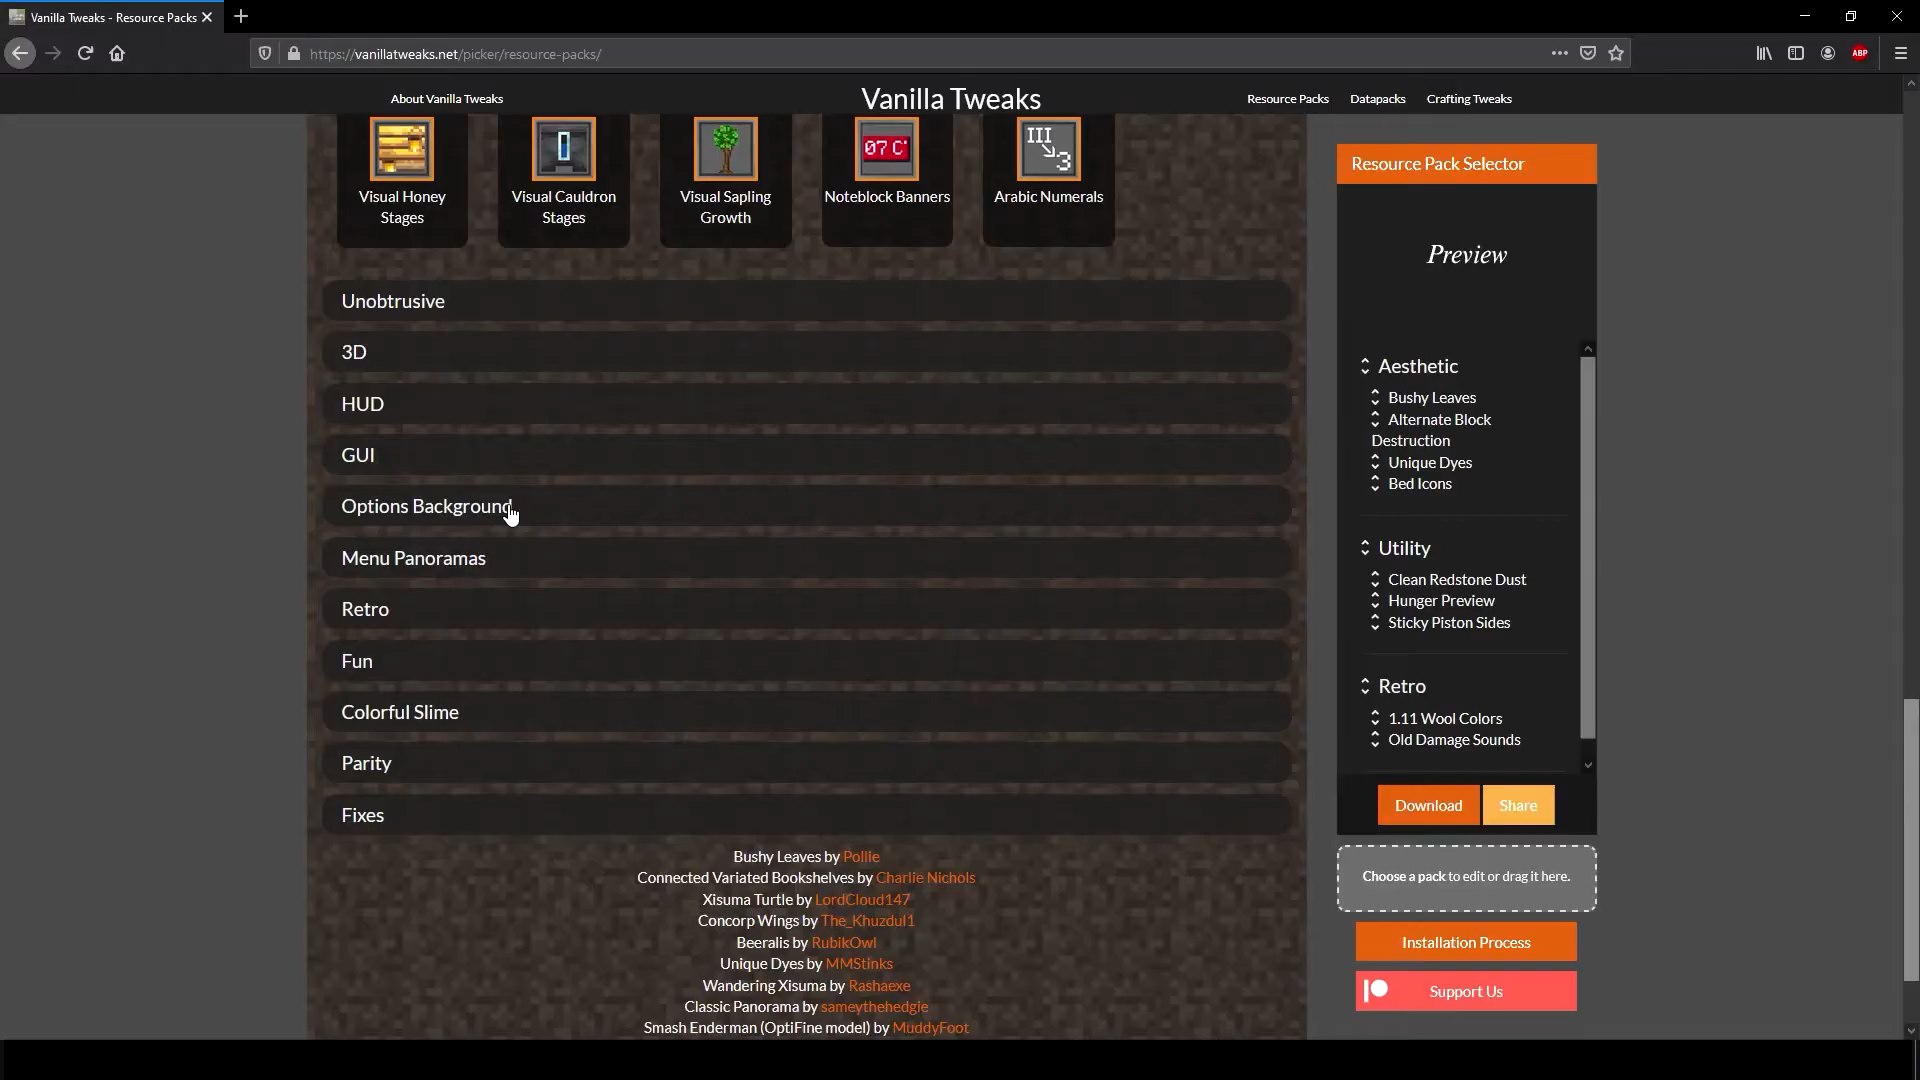 Vanilla Tweaks - Resource Packs
https://vanillatweaks.net/picker/resource-packs/
ABP
About Vanilla Tweaks
Vanilla Tweaks
Resource Packs
Datapacks
Crafting Tweaks
07 C'
III
3
Visual Honey
Stages
Visual Cauldron
Stages
Visual Sapling
Growth
Noteblock Banners
Arabic Numerals
Unobtrusive
3D
HUD
GUI
Options Background
Menu Panoramas
Retro
Fun
Colorful Slime
Parity
Fixes
Bushy Leaves by Pollie
Connected Variated Bookshelves by Charlie Nichols
Xisuma Turtle by LordCloud147
Concorp Wings by The_Khuzdul1
Beeralis by RubikOwl
Unique Dyes by MMStinks
Wandering Xisuma by Rashaexe
Classic Panorama by sameythehedgie
Smash Enderman (OptiFine model) by MuddyFoot
Resource Pack Selector
Preview
Aesthetic
Bushy Leaves
Alternate Block
Destruction
Unique Dyes
Bed Icons
Utility
Clean Redstone Dust
Hunger Preview
Sticky Piston Sides
Retro
1.11 Wool Colors
Old Damage Sounds
Download
Share
Choose a pack to edit or drag it here.
Installation Process
Support Us